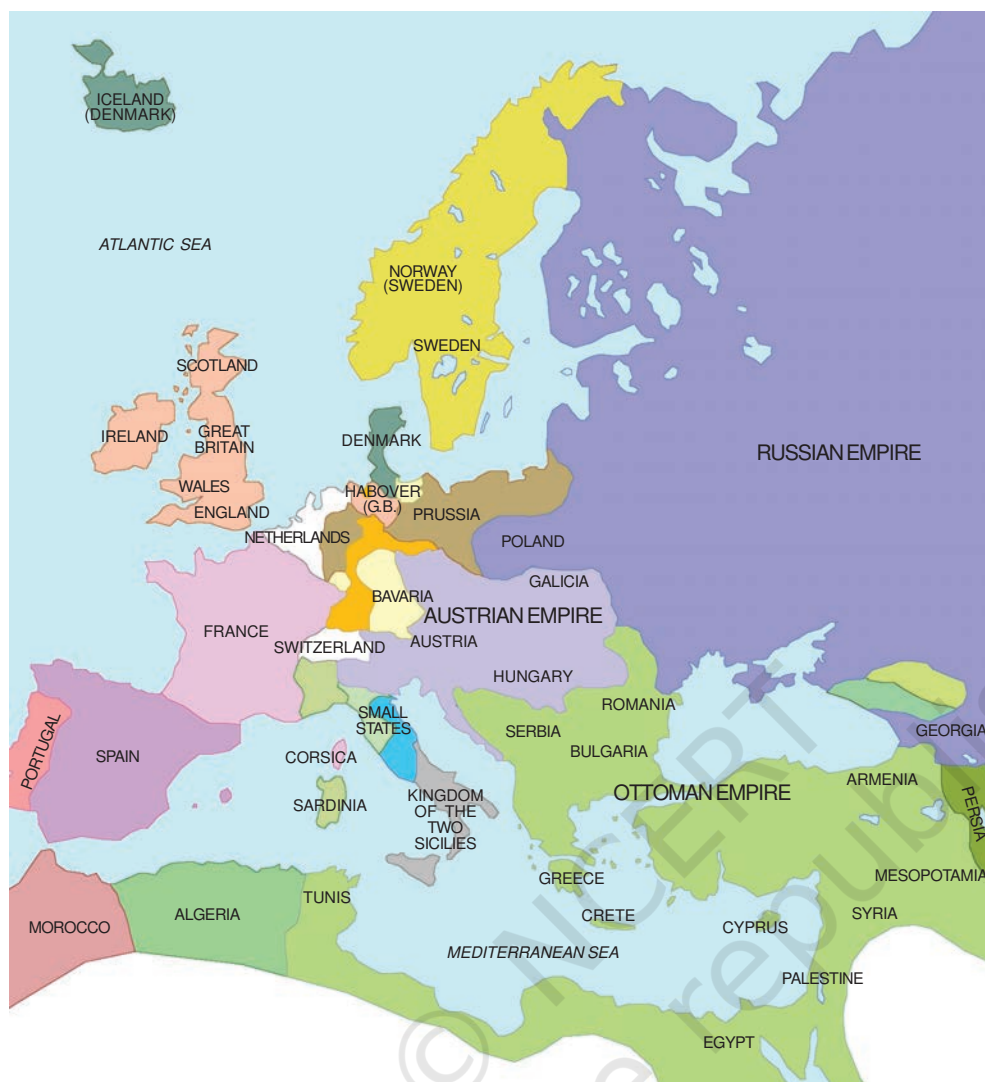 ICELAND
(DENMARK)
ATLANTIC SEA
NORWAY
(SWEDEN)
SWEDEN
SCOTLAND
IRELAND
GREAT
BRITAIN
WALES
ENGLAND
DENMARK
HABOVER
(G.B.)
PRUSSIA
NETHERLANDS
RUSSIAN EMPIRE
POLAND
GALICIA
BAVARIA
AUSTRIAN EMPIRE
FRANCE
SWITZERLAND
AUSTRIA
HUNGARY
ROMANIA
SMALL
STATES
SERBIA
BULGARIA
GEORGIA
PORTUGAL
SPAIN
CORSICA
SARDINIA
KINGDOM
OF THE
TWO
SICILIES
OTTOMAN EMPIRE
ARMENIA
PERSIA
GREECE
MESOPOTAMIA
TUNIS
ALGERIA
MOROCCO
CRETE
CYPRUS
SYRIA
MEDITERRANEAN SEA
PALESTINE
EGYPT
© NCERT
republis